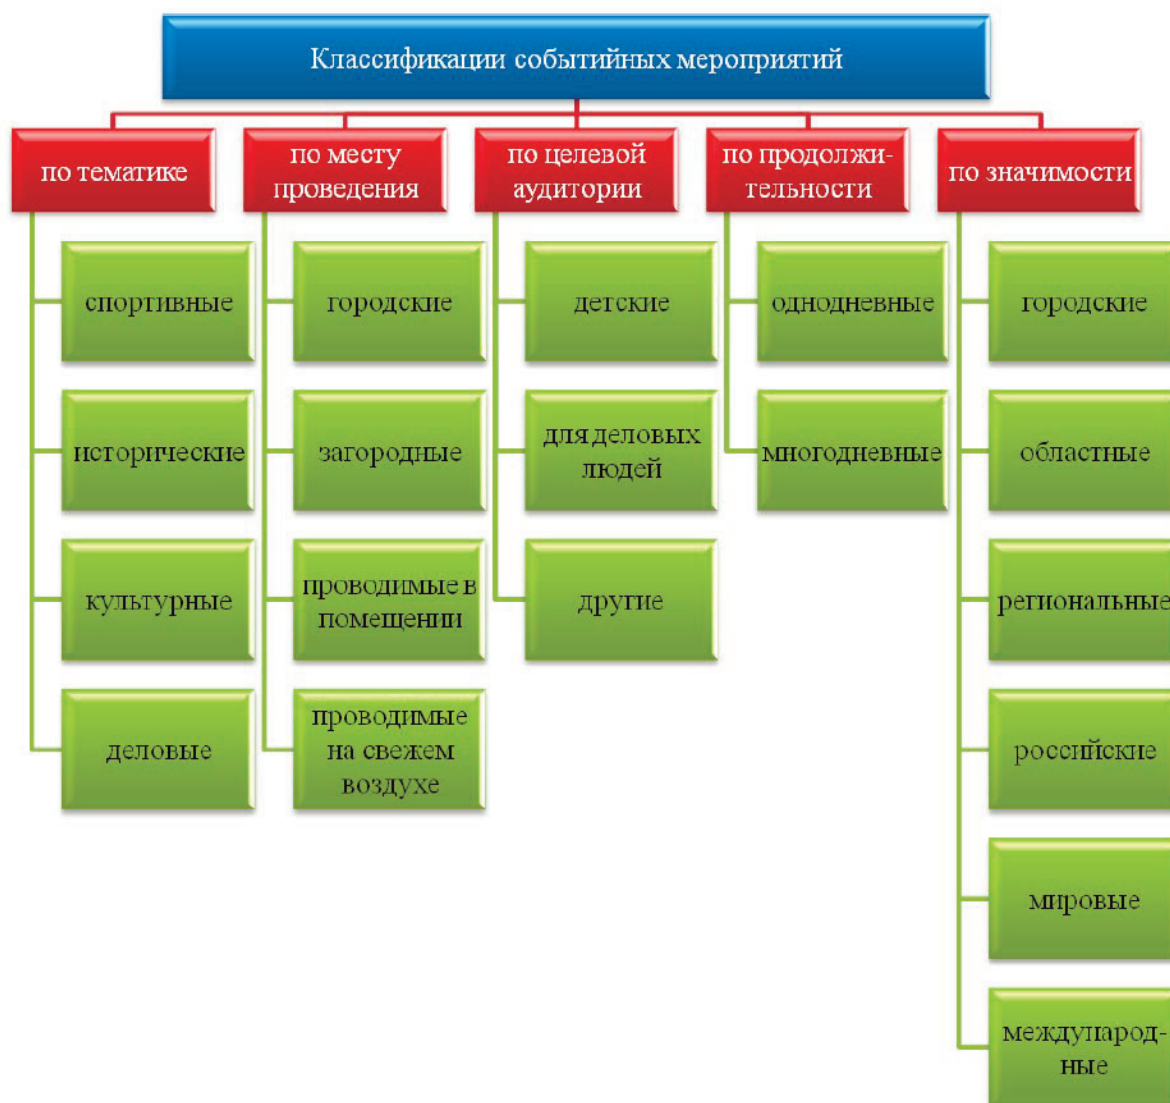 Классификации событийных мероприятий
по тематике
спортивные
исторические
культурные
деловые
по месту
проведения
городские
загородные
проводимые в
помещении
проводимые
на свежем
воздухе
по целевой
аудитории
детские
для деловых
людей
другие
по продолжи-
тельности
однодневные
многодневные
по значимости
городские
областные
региональные
российские
мировые
международ-
ные